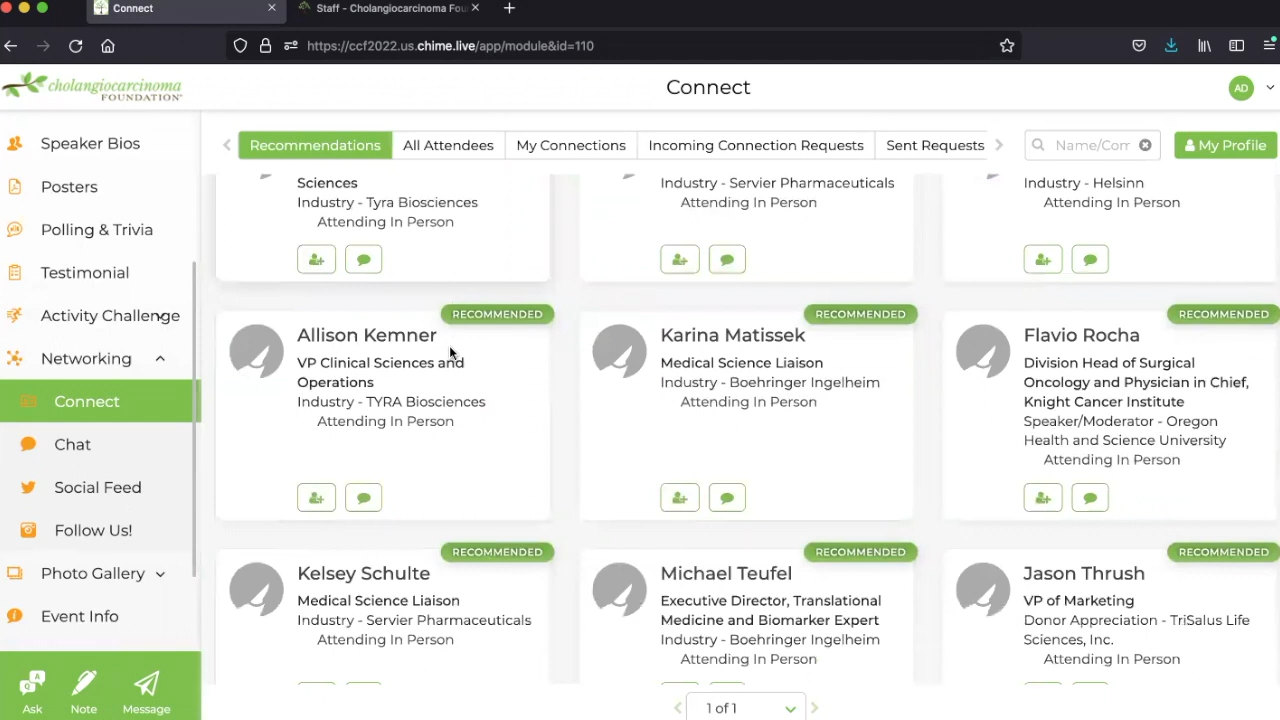 Connect
Staff - Cholangiocarcinoma Fou
https://ccf2022.us.chime.live/app/module&id=110
cholangiocarcinoma
FOUNDATION
Connect
AD
Speaker Bios
Posters
Polling & Trivia
Testimonial
Activity Challenge
Networking
Connect
Chat
Social Feed
Follow Us!
Photo Gallery
Event Info
Ask
Note
Message
Recommendations
All Attendees
My Connections
Incoming Connection Requests
Sent Requests
Name/Com
My Profile
Sciences
Industry - Tyra Biosciences
Attending In Person
Industry - Servier Pharmaceuticals
Attending In Person
Industry - Helsinn
Attending In Person
RECOMMENDED
Allison Kemner
VP Clinical Sciences and
Operations
Industry - TYRA Biosciences
Attending In Person
RECOMMENDED
Karina Matissek
Medical Science Liaison
Industry - Boehringer Ingelheim
Attending In Person
RECOMMENDED
Flavio Rocha
Division Head of Surgical
Oncology and Physician in Chief,
Knight Cancer Institute
Speaker/Moderator - Oregon
Health and Science University
Attending In Person
RECOMMENDED
Kelsey Schulte
Medical Science Liaison
Industry - Servier Pharmaceuticals
Attending In Person
RECOMMENDED
Michael Teufel
Executive Director, Translational
Medicine and Biomarker Expert
Industry - Boehringer Ingelheim
Attending In Person
RECOMMENDED
Jason Thrush
VP of Marketing
Donor Appreciation - TriSalus Life
Sciences, Inc.
Attending In Person
1 of 1